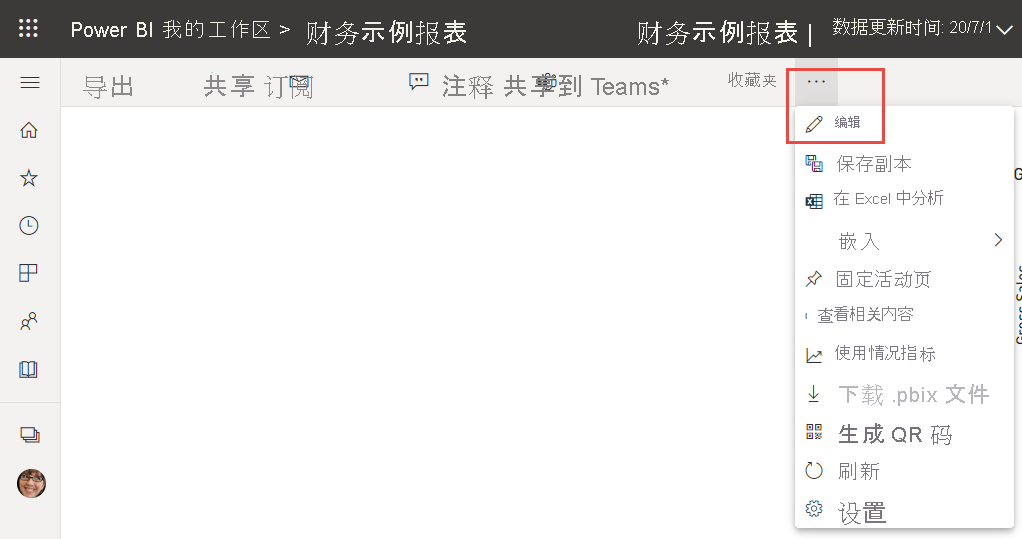 Power BI 我的工作区 > 财务示例报表 财务示例报表 | 数据更新时间: 20/7/1
导出 共享 订阅 注释 共享到 Teams* 收藏夹 ...
编辑
保存副本
在 Excel 中分析
嵌入
固定活动页
查看相关内容
使用情况指标
下载 .pbix 文件
生成 QR 码
刷新
设置
Gross Sales